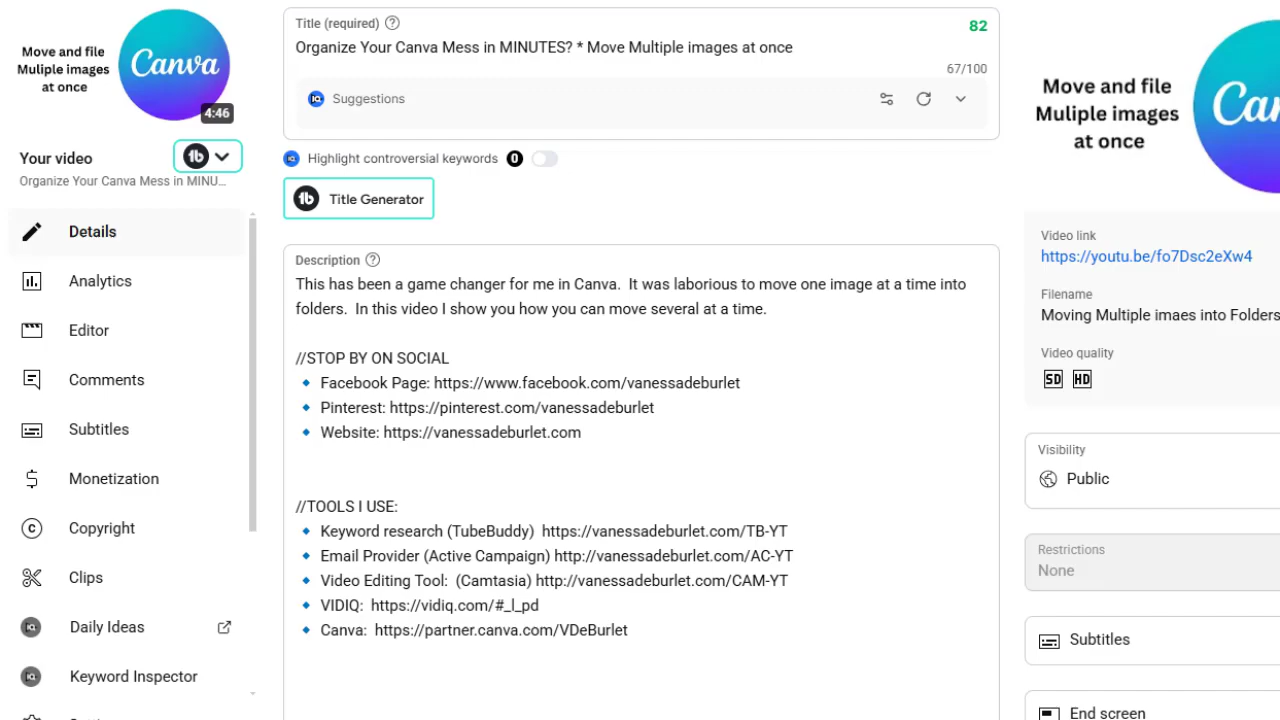 Move and file
Muliple images
at once
Canva
4:46
Your video
Organize Your Canva Mess in MINU...
Details
Analytics
Editor
Comments
Subtitles
Monetization
Copyright
Clips
Daily Ideas
Keyword Inspector
Title (required)
82
Organize Your Canva Mess in MINUTES? * Move Multiple images at once
67/100
Suggestions
Highlight controversial keywords 0
Title Generator
Description
This has been a game changer for me in Canva.  It was laborious to move one image at a time into
folders.  In this video I show you how you can move several at a time.
//STOP BY ON SOCIAL
🔹 Facebook Page: https://www.facebook.com/vanessadeburlet
🔹 Pinterest: https://pinterest.com/vanessadeburlet
🔹 Website: https://vanessadeburlet.com
//TOOLS I USE:
🔹 Keyword research (TubeBuddy)  https://vanessadeburlet.com/TB-YT
🔹 Email Provider (Active Campaign) http://vanessadeburlet.com/AC-YT
🔹 Video Editing Tool:  (Camtasia) http://vanessadeburlet.com/CAM-YT
🔹 VIDIQ:  https://vidiq.com/#_l_pd
🔹 Canva:  https://partner.canva.com/VDeBurlet
Move and file
Muliple images
at once
Can
Video link
https://youtu.be/fo7Dsc2eXw4
Filename
Moving Multiple imaes into Folders
Video quality
SD HD
Visibility
Public
Restrictions
None
Subtitles
End screen